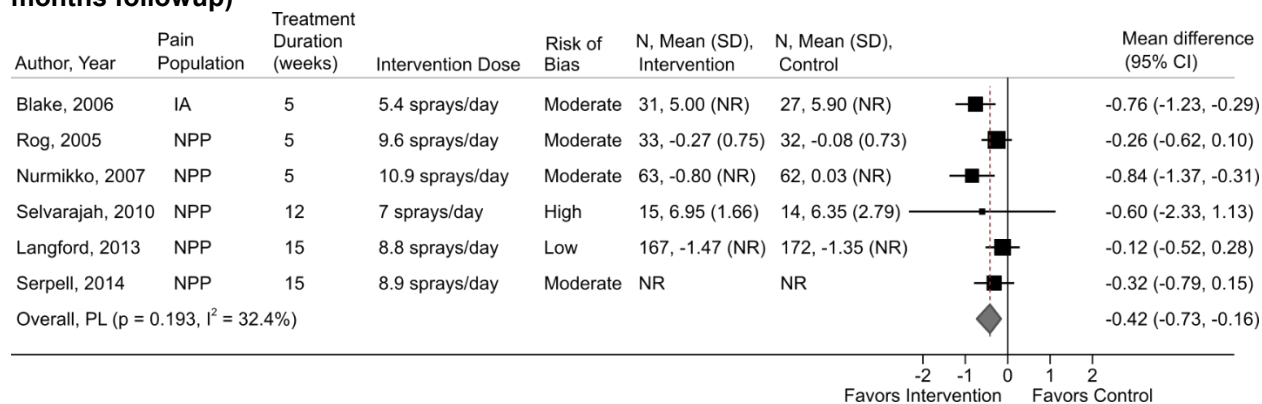 months followup)
Author, Year Pain Population Treatment Duration (weeks) Intervention Dose Risk of Bias N, Mean (SD), Intervention N, Mean (SD), Control Mean difference (95% CI)
Blake, 2006 IA 5 5.4 sprays/day Moderate 31, 5.00 (NR) 27, 5.90 (NR) -0.76 (-1.23, -0.29)
Rog, 2005 NPP 5 9.6 sprays/day Moderate 33, -0.27 (0.75) 32, -0.08 (0.73) -0.26 (-0.62, 0.10)
Nurmikko, 2007 NPP 5 10.9 sprays/day Moderate 63, -0.80 (NR) 62, 0.03 (NR) -0.84 (-1.37, -0.31)
Selvarajah, 2010 NPP 12 7 sprays/day High 15, 6.95 (1.66) 14, 6.35 (2.79) -0.60 (-2.33, 1.13)
Langford, 2013 NPP 15 8.8 sprays/day Low 167, -1.47 (NR) 172, -1.35 (NR) -0.12 (-0.52, 0.28)
Serpell, 2014 NPP 15 8.9 sprays/day Moderate NR NR -0.32 (-0.79, 0.15)
Overall, PL (p = 0.193, I² = 32.4%) -0.42 (-0.73, -0.16)
-2 -1 0 1 2
Favors Intervention Favors Control